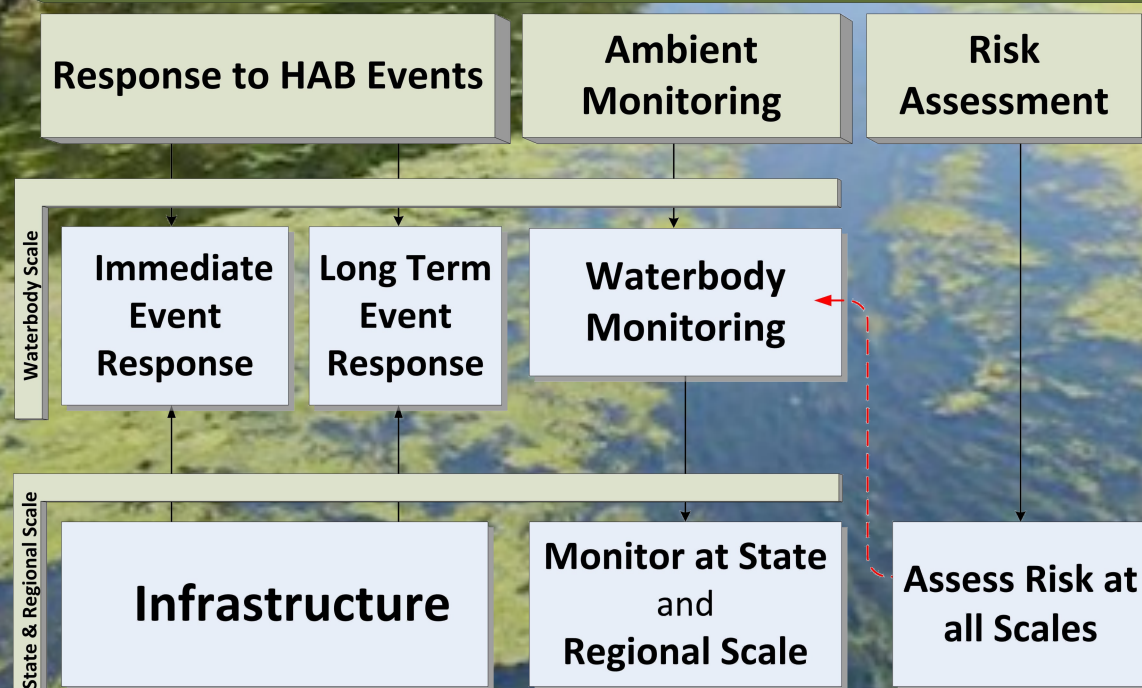 Response to HAB Events
Ambient
Monitoring
Risk
Assessment
Waterbody Scale
Immediate
Event
Response
Long Term
Event
Response
Waterbody
Monitoring
State & Regional Scale
Infrastructure
Monitor at State
and
Regional Scale
Assess Risk at
all Scales